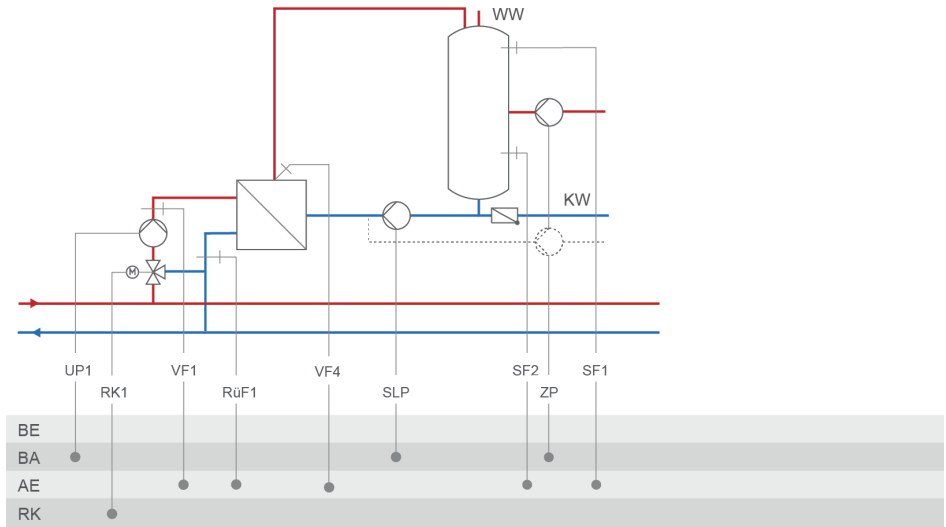 WW
KW
M
UP1 VF1 VF4 SF2 SF1
RK1 RüF1 SLP ZP
BE
BA
AE
RK